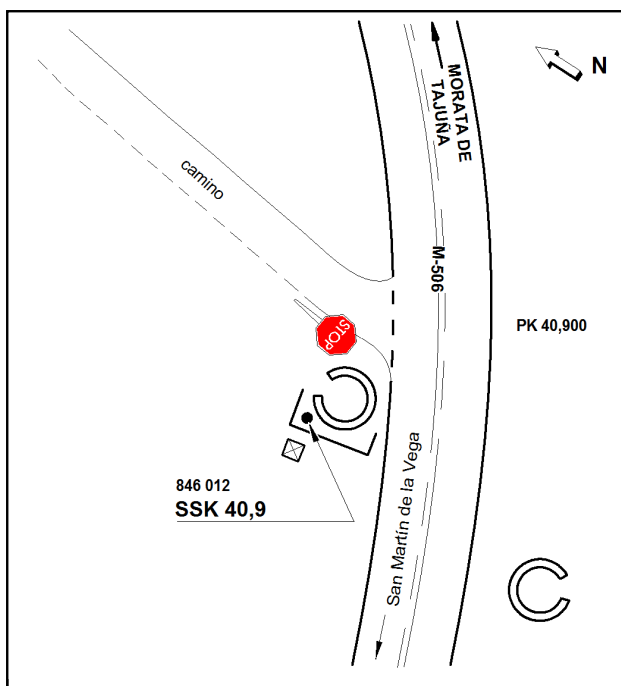 N
MORATA DE
TAJUÑA
camino
M-506
STOP
PK 40,900
San Martín de la Vega
846 012
SSK 40,9